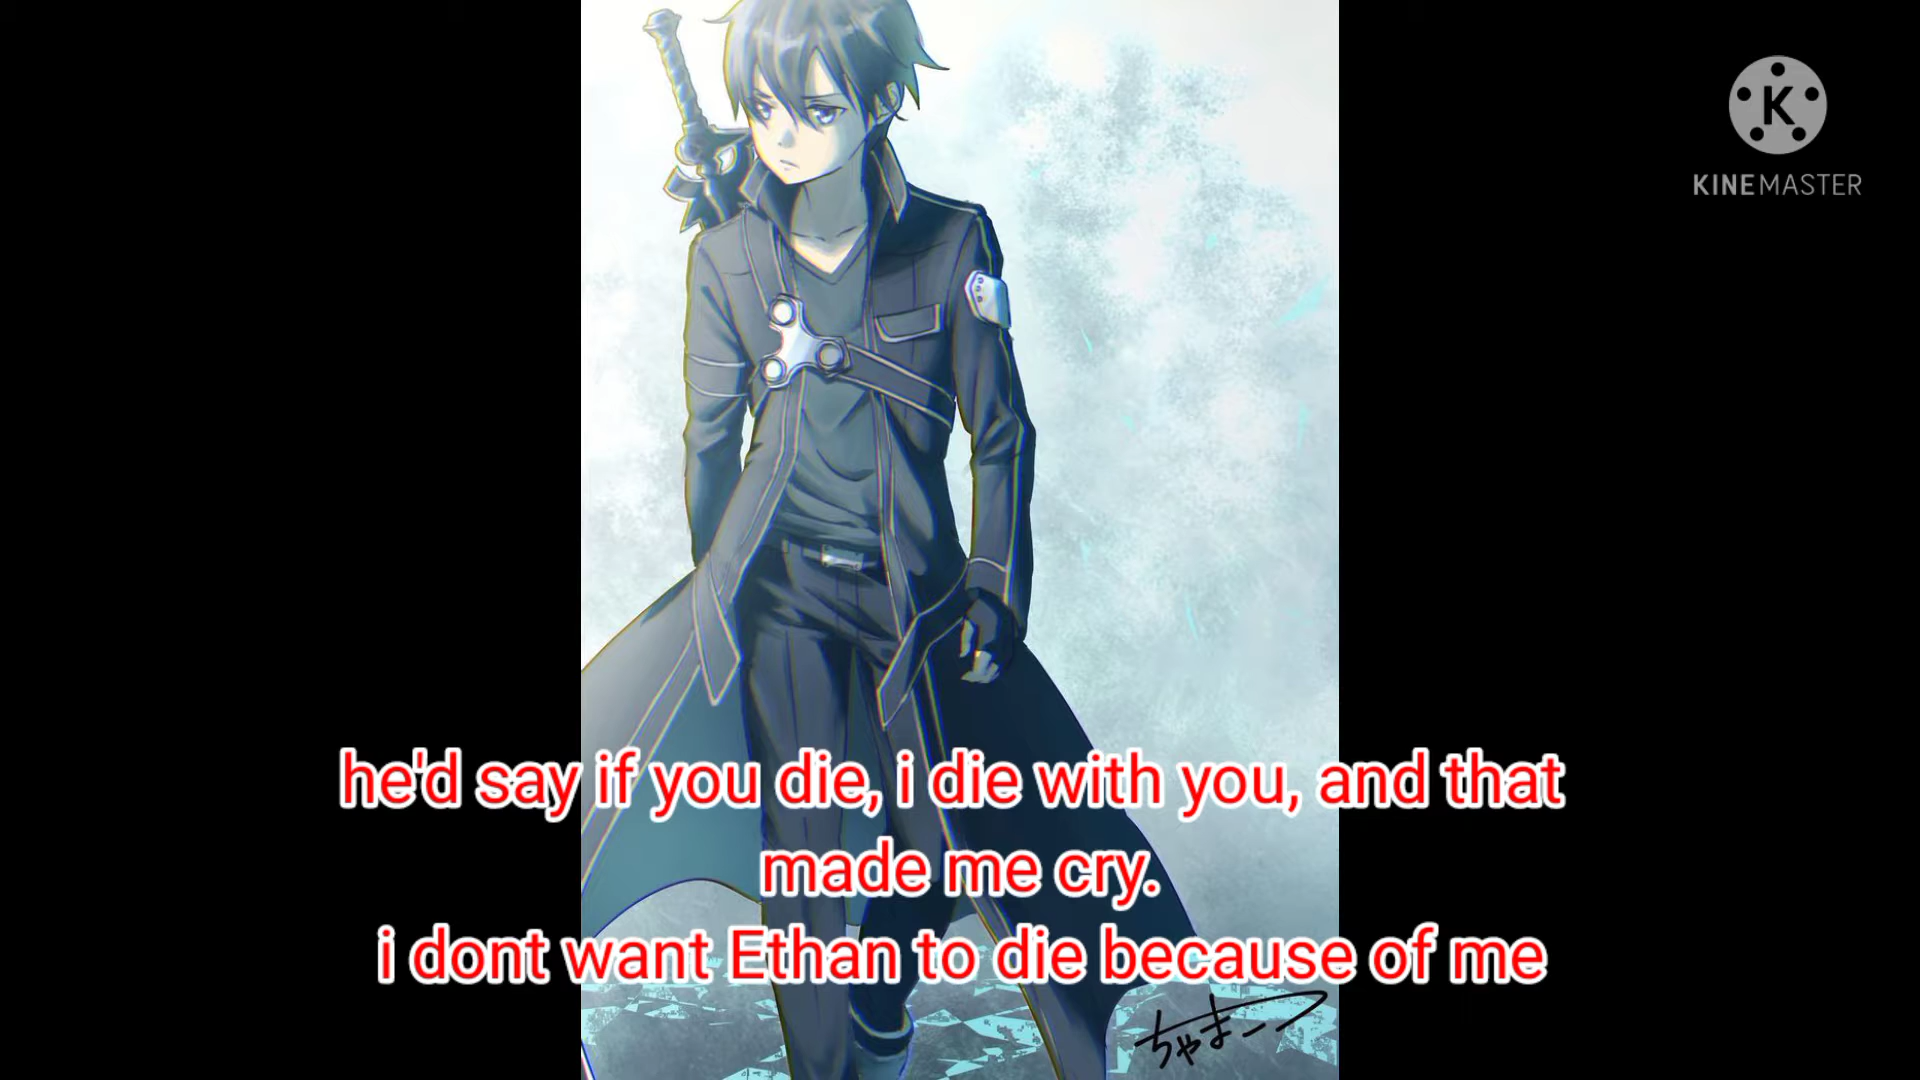 K
KINEMASTER
he'd say if you die, i die with you, and that
made me cry.
i dont want Ethan to die because of me
ちゃまーっ